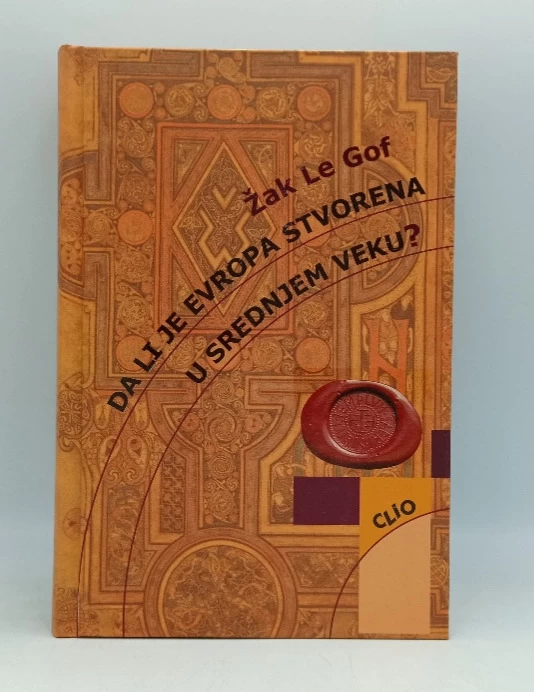 Žak Le Gof
DA LI JE EVROPA STVORENA
U SREDNJEM VEKU?
CLiO